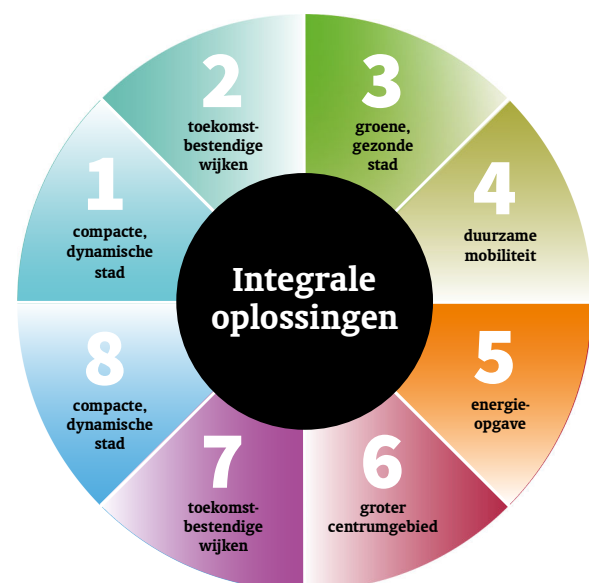 1
compacte,
dynamische
stad
2
toekomst-
bestendige
wijken
3
groene,
gezonde
stad
4
duurzame
mobiliteit
5
energie-
opgave
6
groter
centrumgebied
7
toekomst-
bestendige
wijken
8
compacte,
dynamische
stad
Integrale
oplossingen